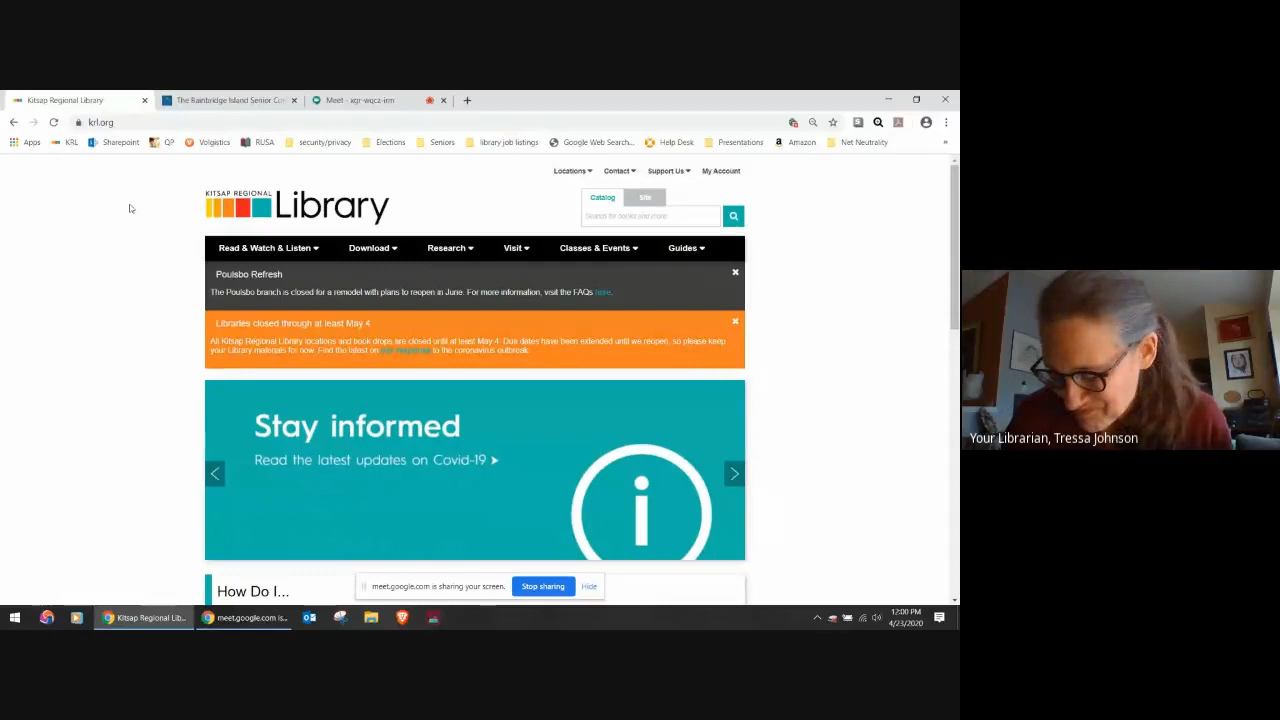 Kitsap Regional Library
The Bainbridge Island Senior Cen
Meet - xgr-wqcz-irm
krl.org
Apps KRL Sharepoint QP Volgistics RUSA security/privacy Elections Seniors library job listings Google Web Search... Help Desk Presentations Amazon Net Neutrality »
Locations Contact Support Us My Account
KITSAP REGIONAL
Library
Catalog Site
Search for books and more
Read & Watch & Listen Download Research Visit Classes & Events Guides
Poulsbo Refresh
The Poulsbo branch is closed for a remodel with plans to reopen in June. For more information, visit the FAQs here.
Libraries closed through at least May 4
All Kitsap Regional Library locations and book drops are closed until at least May 4. Due dates have been extended until we reopen, so please keep
your Library materials for now. Find the latest on our response to the coronavirus outbreak.
Stay informed
Read the latest updates on Covid-19
i
Your Librarian, Tressa Johnson
How Do I...
meet.google.com is sharing your screen. Stop sharing Hide
Kitsap Regional Lib... meet.google.com is...
12:00 PM
4/23/2020